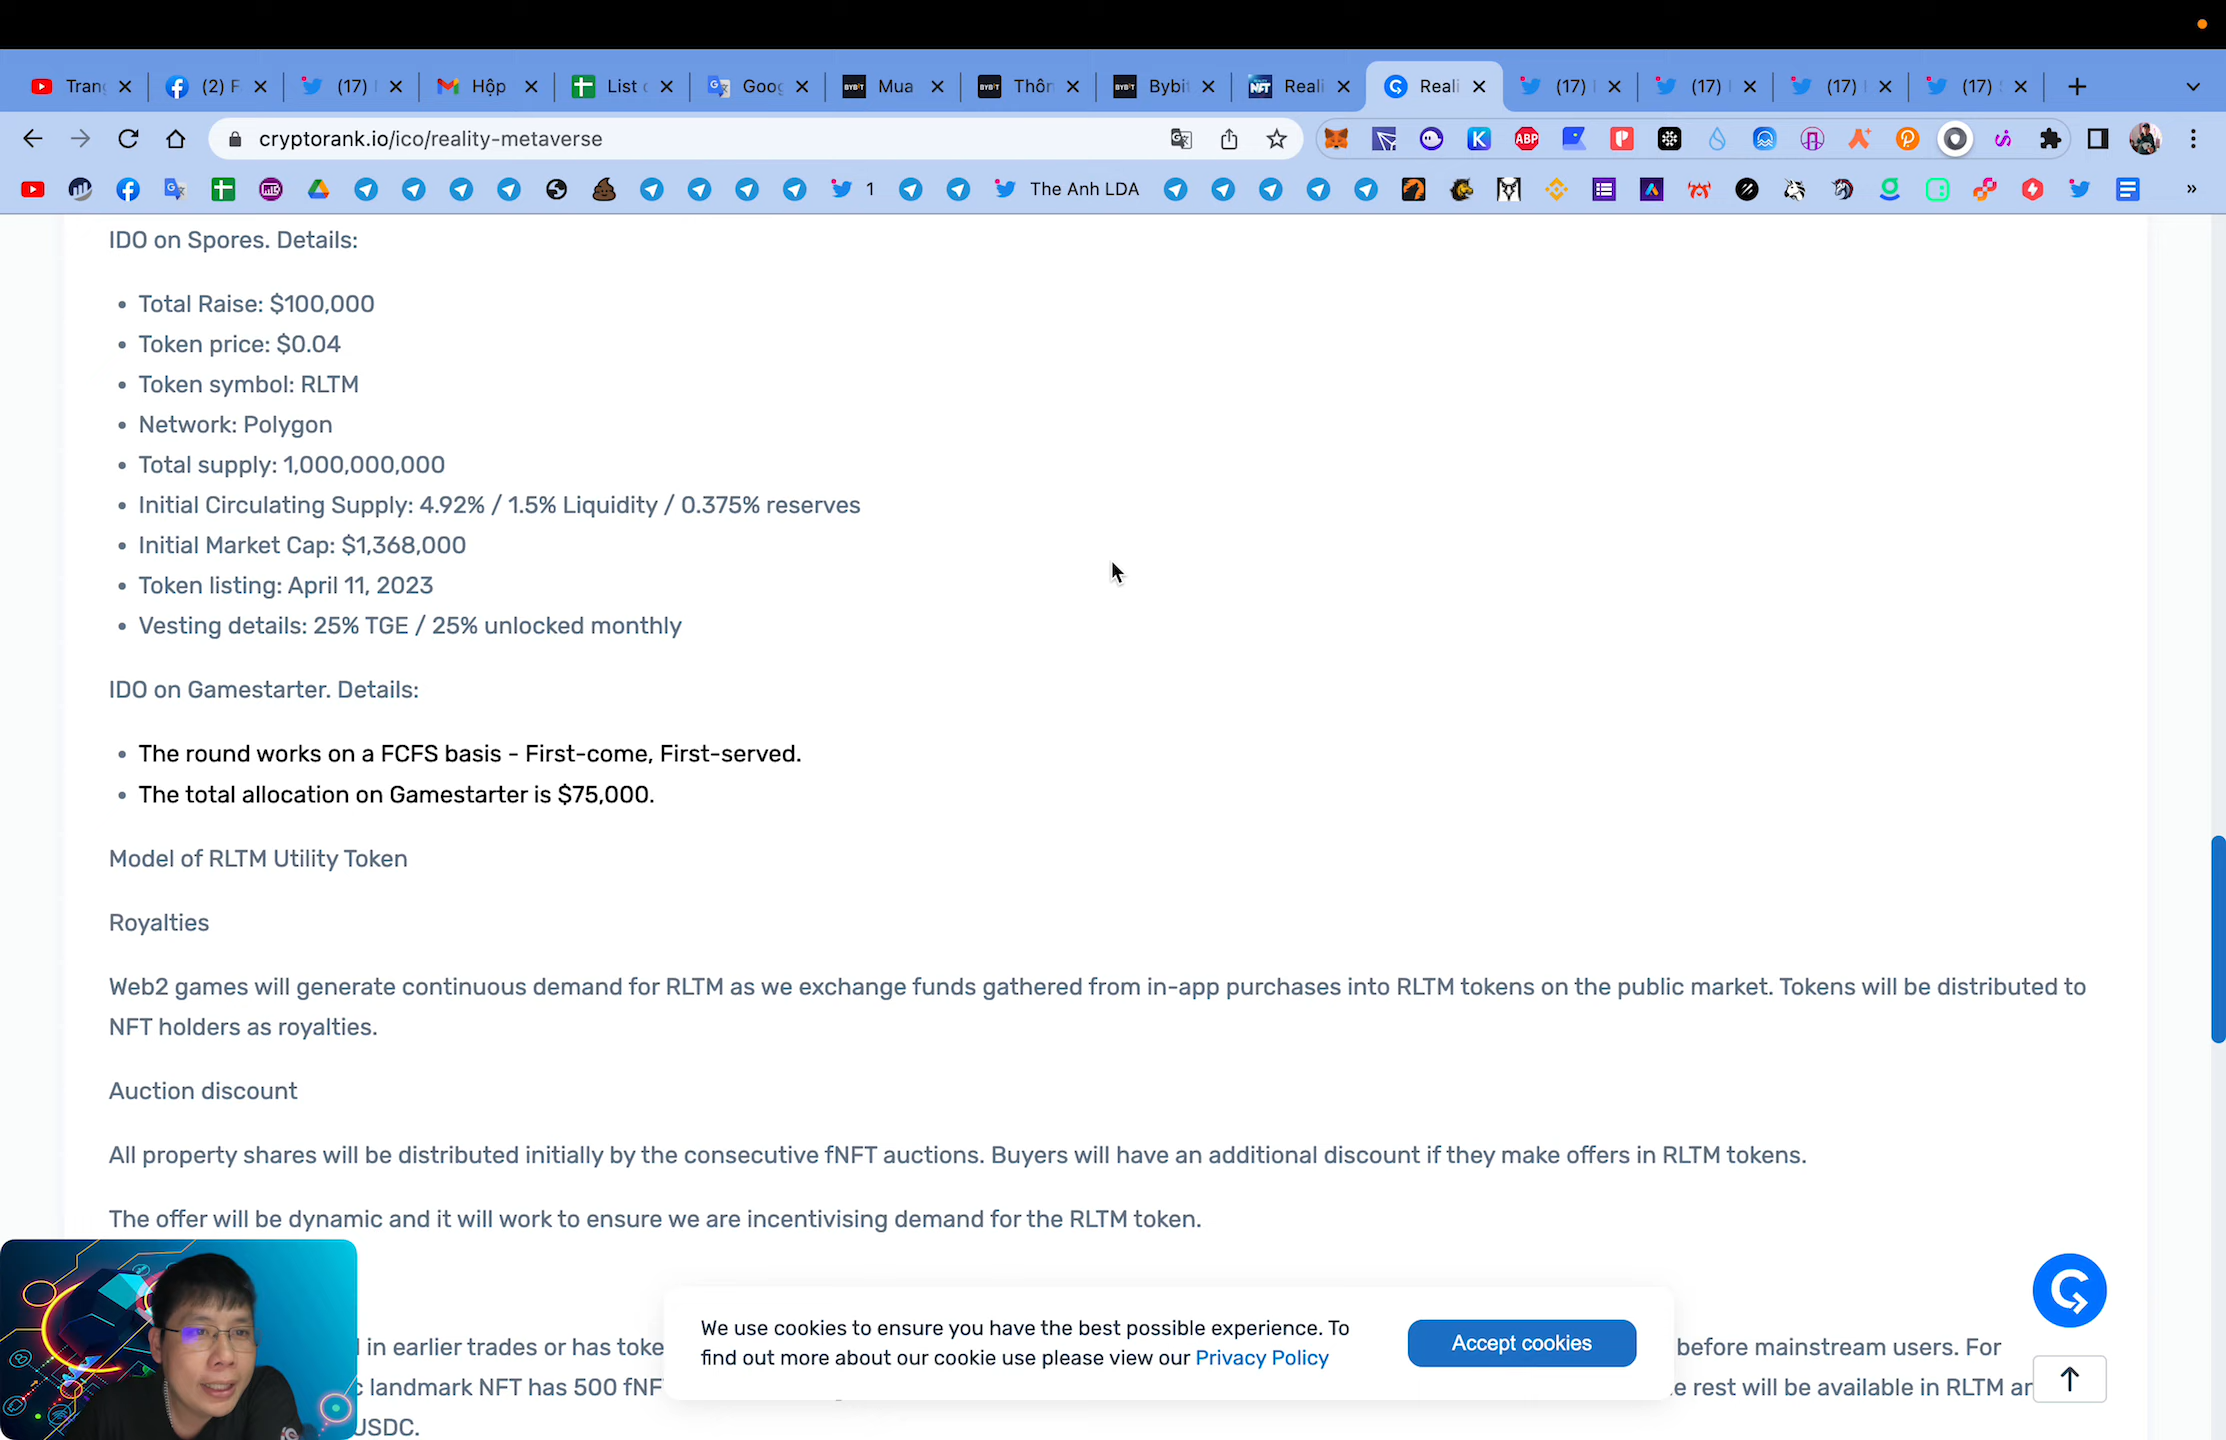 Tran
(2) F
(17)
Hộp
List
Goo
Mua
Thôn
Bybit
Reali
Reali
(17)
(17)
(17)
(17)
cryptorank.io/ico/reality-metaverse
1
The Anh LDA
IDO on Spores. Details:
• Total Raise: $100,000
• Token price: $0.04
• Token symbol: RLTM
• Network: Polygon
• Total supply: 1,000,000,000
• Initial Circulating Supply: 4.92% / 1.5% Liquidity / 0.375% reserves
• Initial Market Cap: $1,368,000
• Token listing: April 11, 2023
• Vesting details: 25% TGE / 25% unlocked monthly
IDO on Gamestarter. Details:
• The round works on a FCFS basis - First-come, First-served.
• The total allocation on Gamestarter is $75,000.
Model of RLTM Utility Token
Royalties
Web2 games will generate continuous demand for RLTM as we exchange funds gathered from in-app purchases into RLTM tokens on the public market. Tokens will be distributed to
NFT holders as royalties.
Auction discount
All property shares will be distributed initially by the consecutive fNFT auctions. Buyers will have an additional discount if they make offers in RLTM tokens.
The offer will be dynamic and it will work to ensure we are incentivising demand for the RLTM token.
in earlier trades or has toke
before mainstream users. For
landmark NFT has 500 fNF
rest will be available in RLTM
USDC.
We use cookies to ensure you have the best possible experience. To
find out more about our cookie use please view our Privacy Policy
Accept cookies